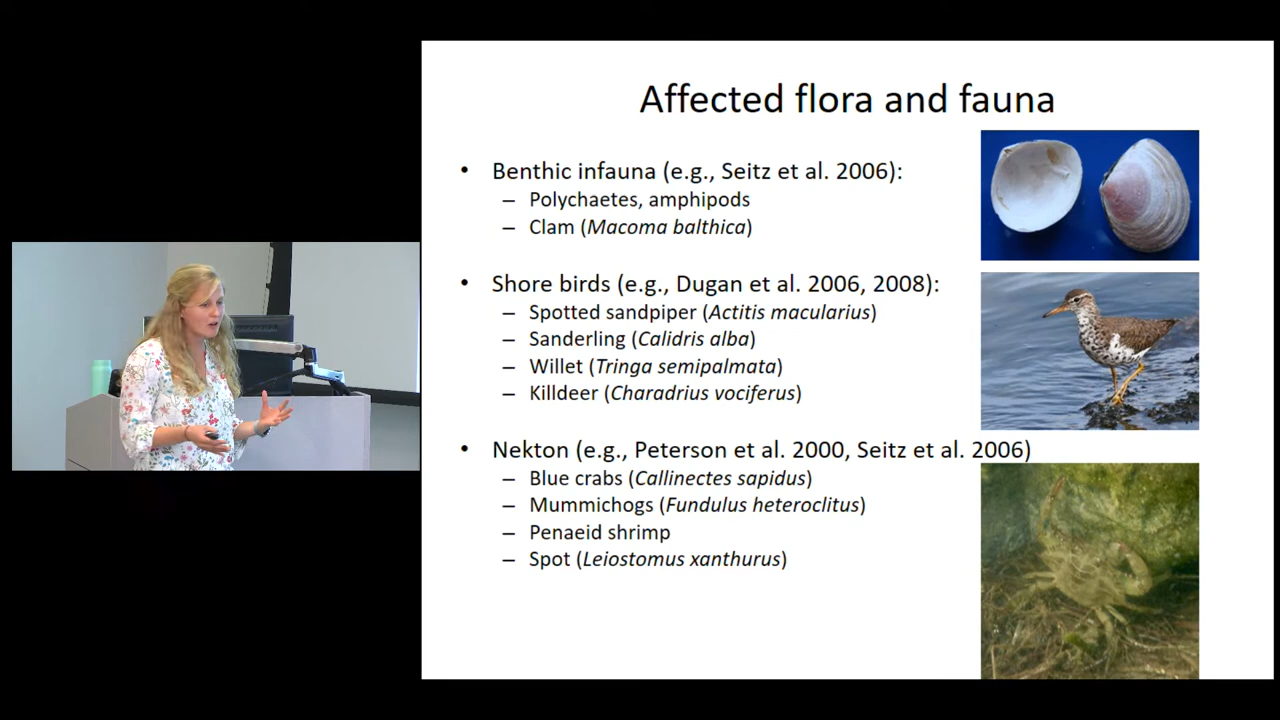 Affected flora and fauna
• Benthic infauna (e.g., Seitz et al. 2006):
– Polychaetes, amphipods
– Clam (Macoma balthica)
• Shore birds (e.g., Dugan et al. 2006, 2008):
– Spotted sandpiper (Actitis macularius)
– Sanderling (Calidris alba)
– Willet (Tringa semipalmata)
– Killdeer (Charadrius vociferus)
• Nekton (e.g., Peterson et al. 2000, Seitz et al. 2006)
– Blue crabs (Callinectes sapidus)
– Mummichogs (Fundulus heteroclitus)
– Penaeid shrimp
– Spot (Leiostomus xanthurus)